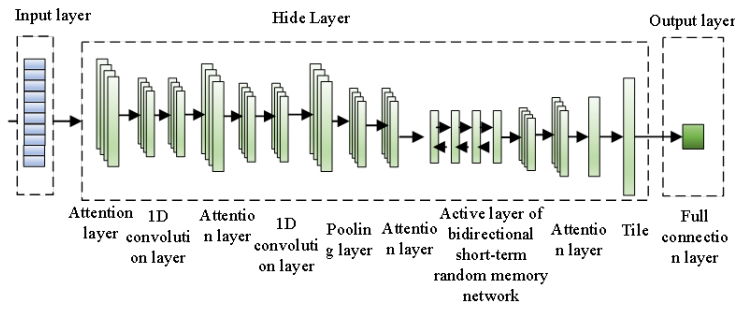 Input layer
Hide Layer
Output layer
Attention
layer
1D
convoluti
on layer
Attentio
n layer
1D
convoluti
on layer
Poolin
g layer
Attentio
n layer
Active layer of
bidirectional
short-term
random memory
network
Attentio
n layer
Tile
Full
connectio
n layer